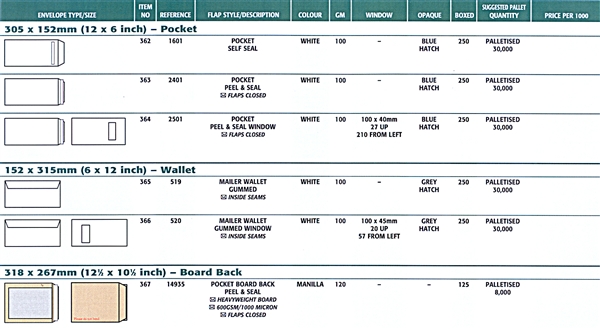 ENVELOPE TYPE/SIZE ITEM NO REFERENCE FLAP STYLE/DESCRIPTION COLOUR GM WINDOW OPAQUE BOXED SUGGESTED PALLET QUANTITY PRICE PER 1000
305 x 152mm (12 x 6 inch) – Pocket
362 1601 POCKET WHITE 100 – BLUE 250 PALLETISED
SELF SEAL HATCH 30,000
363 2401 POCKET WHITE 100 – BLUE 250 PALLETISED
PEEL & SEAL HATCH 30,000
FLAPS CLOSED
364 2501 POCKET WHITE 100 100 x 40mm BLUE 250 PALLETISED
PEEL & SEAL WINDOW 27 UP HATCH 30,000
FLAPS CLOSED 210 FROM LEFT
152 x 315mm (6 x 12 inch) – Wallet
365 519 MAILER WALLET WHITE 100 – GREY 250 PALLETISED
GUMMED HATCH 30,000
INSIDE SEAMS
366 520 MAILER WALLET WHITE 100 100 x 45mm GREY 250 PALLETISED
GUMMED WINDOW 20 UP HATCH 30,000
INSIDE SEAMS 57 FROM LEFT
318 x 267mm (12½ x 10½ inch) – Board Back
367 14935 POCKET BOARD BACK MANILLA 120 – – 125 PALLETISED
PEEL & SEAL 8,000
HEAVYWEIGHT BOARD
600GSM/1000 MICRON
FLAPS CLOSED